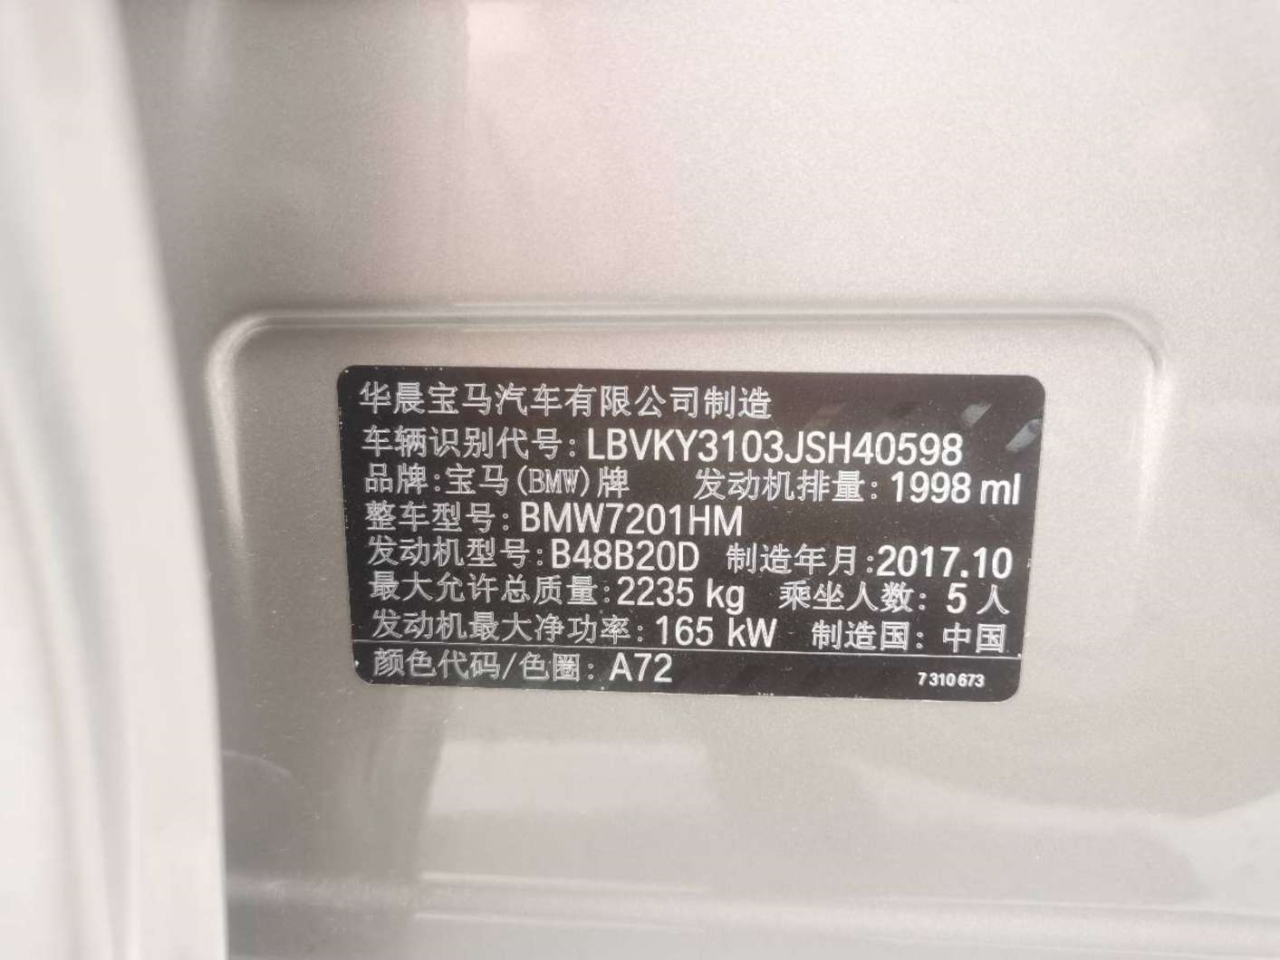 华晨宝马汽车有限公司制造
车辆识别代号: LBVKY3103JSH40598
品牌:宝马(BMW)牌 发动机排量: 1998 ml
整车型号: BMW7201HM
发动机型号: B48B20D 制造年月:2017.10
最大允许总质量: 2235 kg 乘坐人数: 5 人
发动机最大净功率: 165 kW 制造国: 中国
颜色代码/色圈: A72 7 310 673